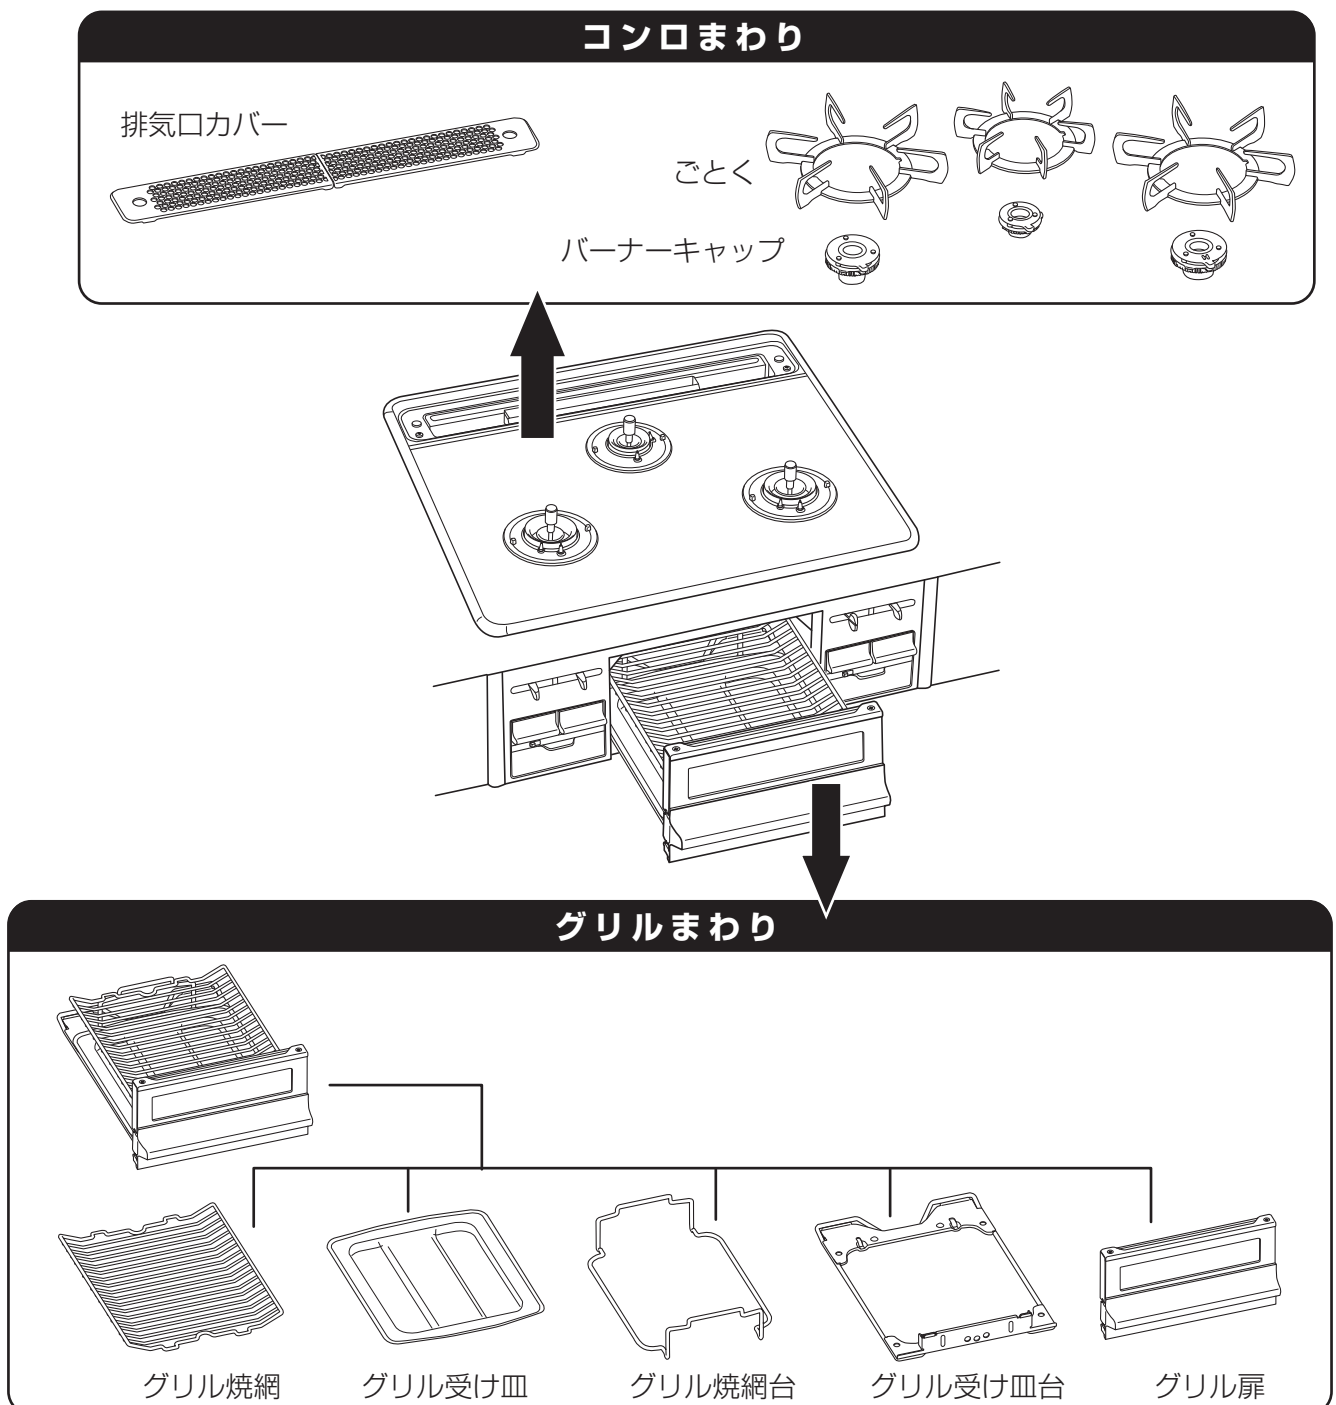 コンロまわり
排気口カバー
ごとく
バーナーキャップ
グリルまわり
グリル焼網
グリル受け皿
グリル焼網台
グリル受け皿台
グリル扉